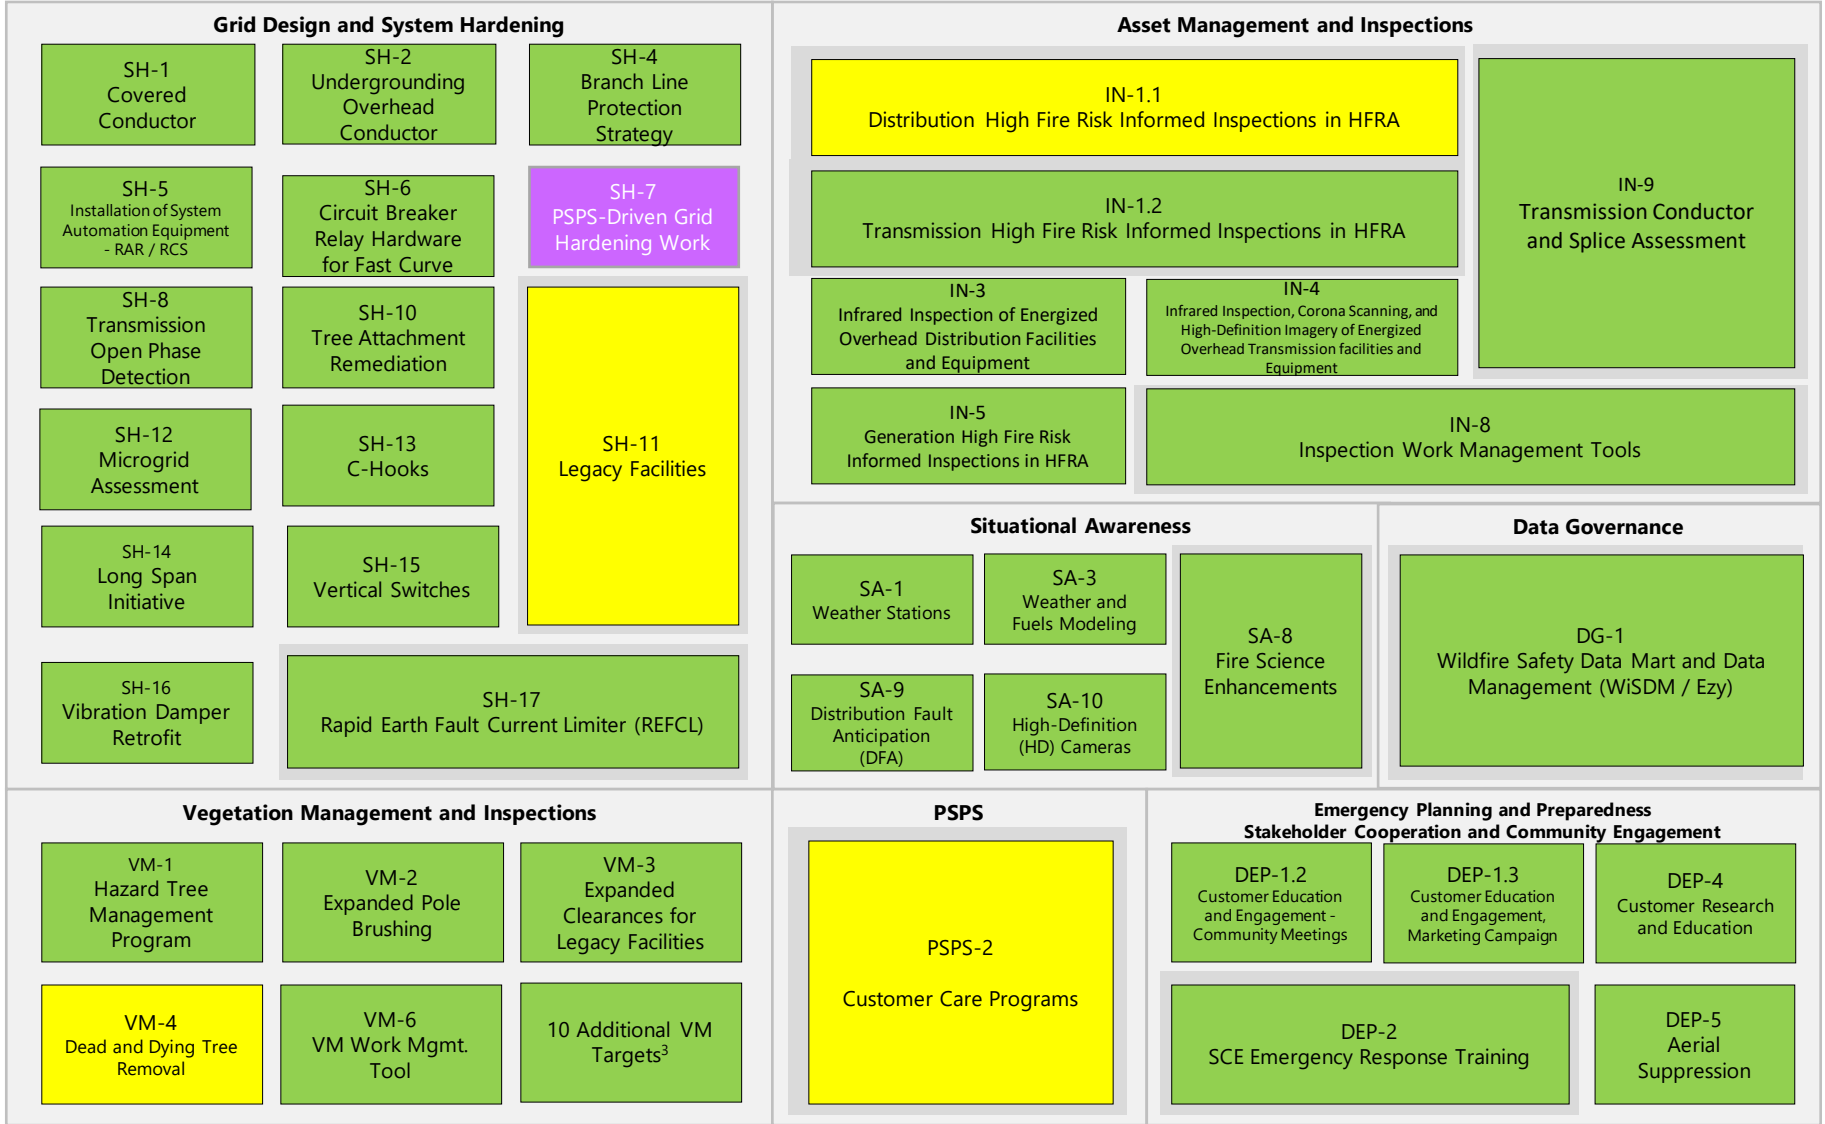 Grid Design and System Hardening
SH-1
Covered
Conductor
SH-2
Undergrounding
Overhead
Conductor
SH-4
Branch Line
Protection
Strategy
SH-5
Installation of System
Automation Equipment
- RAR / RCS
SH-6
Circuit Breaker
Relay Hardware
for Fast Curve
SH-7
PSPS-Driven Grid
Hardening Work
SH-8
Transmission
Open Phase
Detection
SH-10
Tree Attachment
Remediation
SH-11
Legacy Facilities
SH-12
Microgrid
Assessment
SH-13
C-Hooks
SH-14
Long Span
Initiative
SH-15
Vertical Switches
SH-16
Vibration Damper
Retrofit
SH-17
Rapid Earth Fault Current Limiter (REFCL)
Asset Management and Inspections
IN-1.1
Distribution High Fire Risk Informed Inspections in HFRA
IN-1.2
Transmission High Fire Risk Informed Inspections in HFRA
IN-9
Transmission Conductor
and Splice Assessment
IN-3
Infrared Inspection of Energized
Overhead Distribution Facilities
and Equipment
IN-4
Infrared Inspection, Corona Scanning, and
High-Definition Imagery of Energized
Overhead Transmission facilities and
Equipment
IN-5
Generation High Fire Risk
Informed Inspections in HFRA
IN-8
Inspection Work Management Tools
Situational Awareness
SA-1
Weather Stations
SA-3
Weather and
Fuels Modeling
SA-8
Fire Science
Enhancements
SA-9
Distribution Fault
Anticipation
(DFA)
SA-10
High-Definition
(HD) Cameras
Data Governance
DG-1
Wildfire Safety Data Mart and Data
Management (WiSDM / Ezy)
Vegetation Management and Inspections
VM-1
Hazard Tree
Management
Program
VM-2
Expanded Pole
Brushing
VM-3
Expanded
Clearances for
Legacy Facilities
VM-4
Dead and Dying Tree
Removal
VM-6
VM Work Mgmt.
Tool
10 Additional VM
Targets3
PSPS
PSPS-2
Customer Care Programs
Emergency Planning and Preparedness
Stakeholder Cooperation and Community Engagement
DEP-1.2
Customer Education
and Engagement -
Community Meetings
DEP-1.3
Customer Education
and Engagement,
Marketing Campaign
DEP-4
Customer Research
and Education
DEP-2
SCE Emergency Response Training
DEP-5
Aerial
Suppression